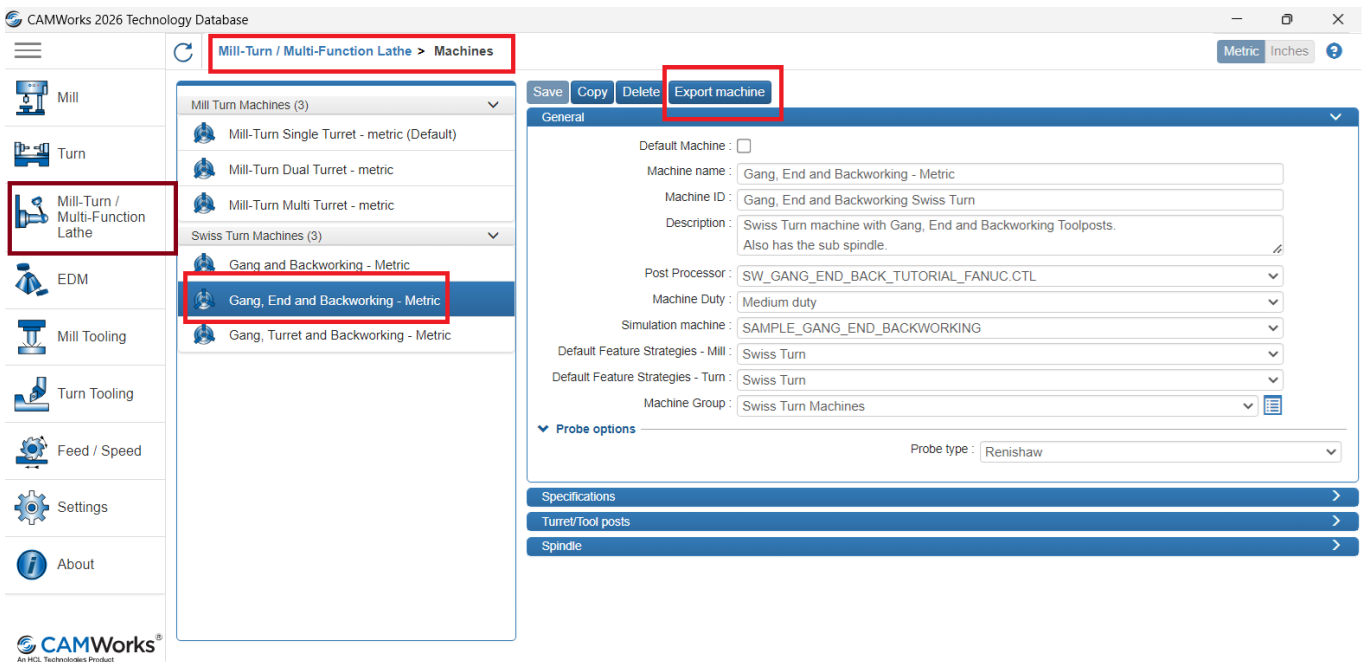 CAMWorks 2026 Technology Database
Mill-Turn / Multi-Function Lathe > Machines
Metric Inches ?
Mill
Turn
Mill-Turn /
Multi-Function
Lathe
EDM
Mill Tooling
Turn Tooling
Feed / Speed
Settings
About
CAMWorks®
An HCL Technologies Product
Mill Turn Machines (3)
Mill-Turn Single Turret - metric (Default)
Mill-Turn Dual Turret - metric
Mill-Turn Multi Turret - metric
Swiss Turn Machines (3)
Gang and Backworking - Metric
Gang, End and Backworking - Metric
Gang, Turret and Backworking - Metric
Save Copy Delete Export machine
General
Default Machine :
Machine name : Gang, End and Backworking - Metric
Machine ID : Gang, End and Backworking Swiss Turn
Description : Swiss Turn machine with Gang, End and Backworking Toolposts.
Also has the sub spindle.
Post Processor : SW_GANG_END_BACK_TUTORIAL_FANUC.CTL
Machine Duty : Medium duty
Simulation machine : SAMPLE_GANG_END_BACKWORKING
Default Feature Strategies - Mill : Swiss Turn
Default Feature Strategies - Turn : Swiss Turn
Machine Group : Swiss Turn Machines
Probe options
Probe type : Renishaw
Specifications
Turret/Tool posts
Spindle